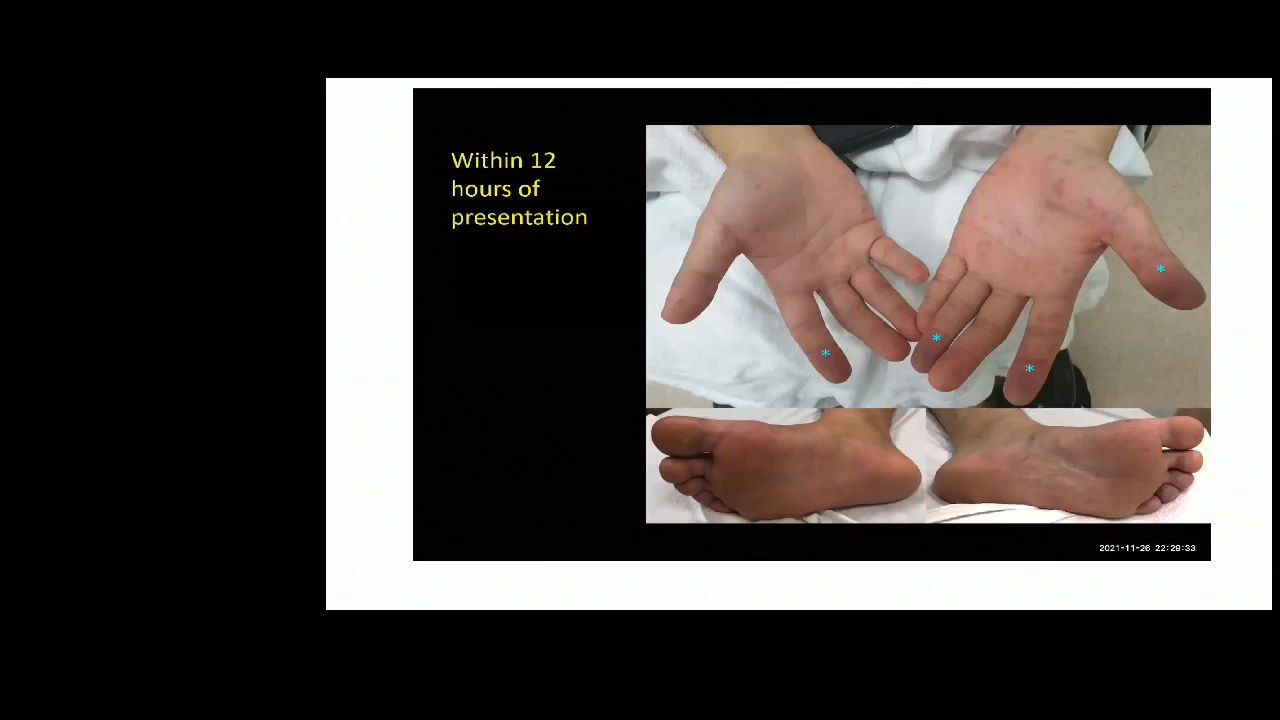 Within 12
hours of
presentation
*
*
*
*
2021-11-26 22:29:33